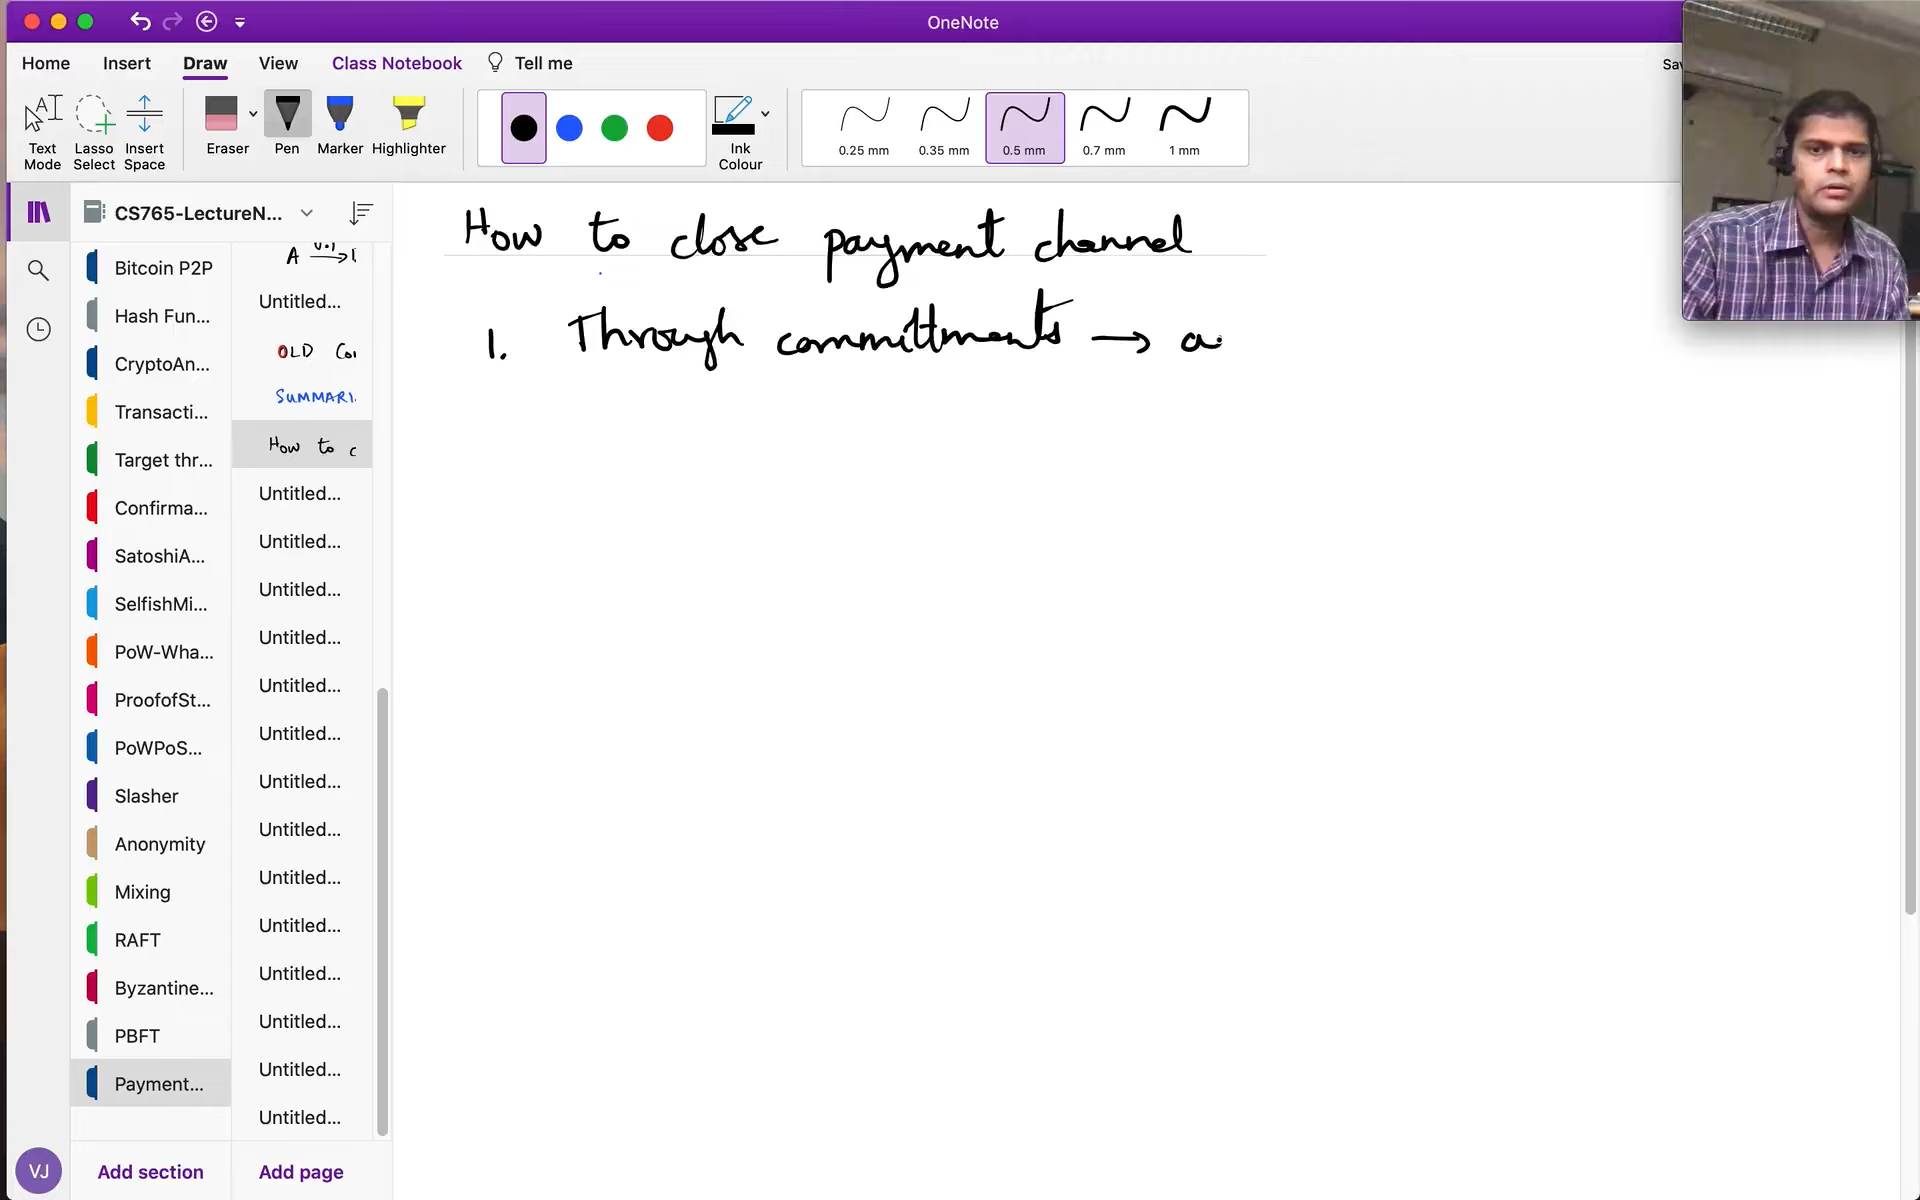 OneNote
Home Insert Draw View Class Notebook Tell me
Text Mode
Lasso Select
Insert Space
Eraser
Pen
Marker
Highlighter
Ink Colour
0.25 mm 0.35 mm 0.5 mm 0.7 mm 1 mm
CS765-LectureN...
Bitcoin P2P
Hash Fun...
CryptoAn...
Transacti...
Target thr...
Confirma...
SatoshiA...
SelfishMi...
PoW-Wha...
ProofofSt...
PoWPoS...
Slasher
Anonymity
Mixing
RAFT
Byzantine...
PBFT
Payment...
Add section
VJ
A →
Untitled...
OLD
SUMMARI
How to c
Untitled...
Untitled...
Untitled...
Untitled...
Untitled...
Untitled...
Untitled...
Untitled...
Untitled...
Untitled...
Untitled...
Untitled...
Untitled...
Untitled...
Add page
How to close payment channel
1. Through committments → a